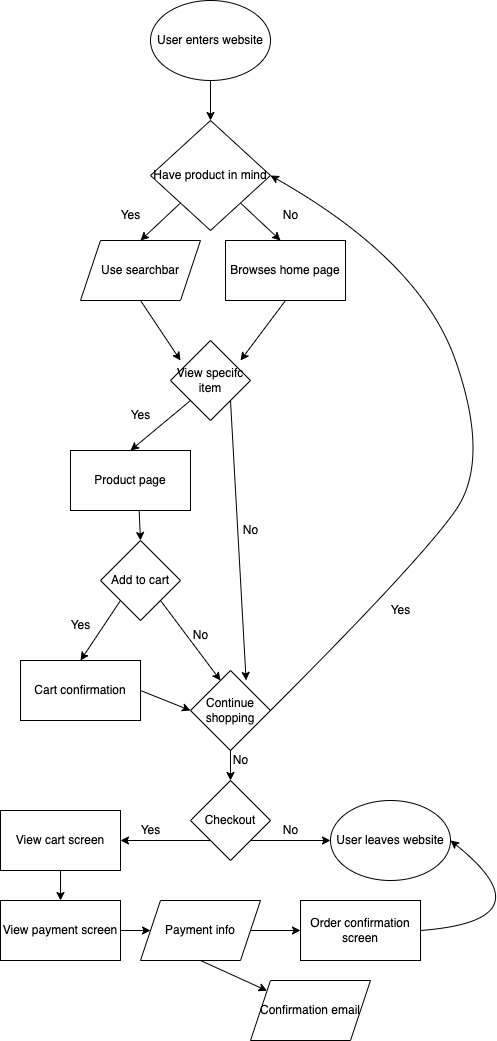 User enters website
Have product in mind
Yes
No
Use searchbar
Browses home page
View specifc
item
Yes
Product page
No
Add to cart
Yes
No
Yes
Cart confirmation
Continue
shopping
No
Checkout
Yes
No
View cart screen
User leaves website
View payment screen
Payment info
Order confirmation
screen
Confirmation email